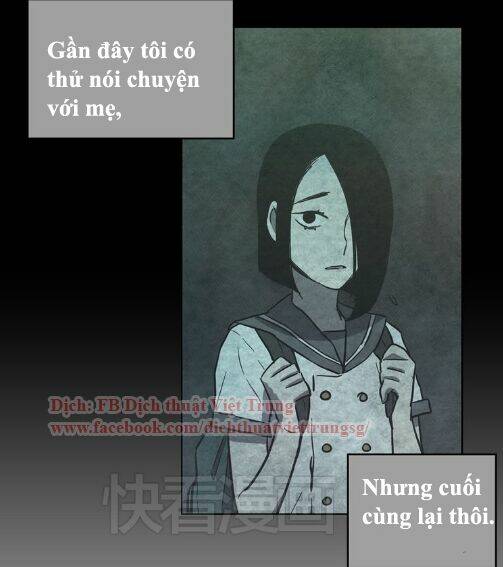 Gần đây tôi có
thử nói chuyện
với mẹ,
Dịch: FB Dịch thuật Việt Trung
www.facebook.com/dichthuatviettrungsg/
快看漫画
Nhưng cuối
cùng lại thôi.